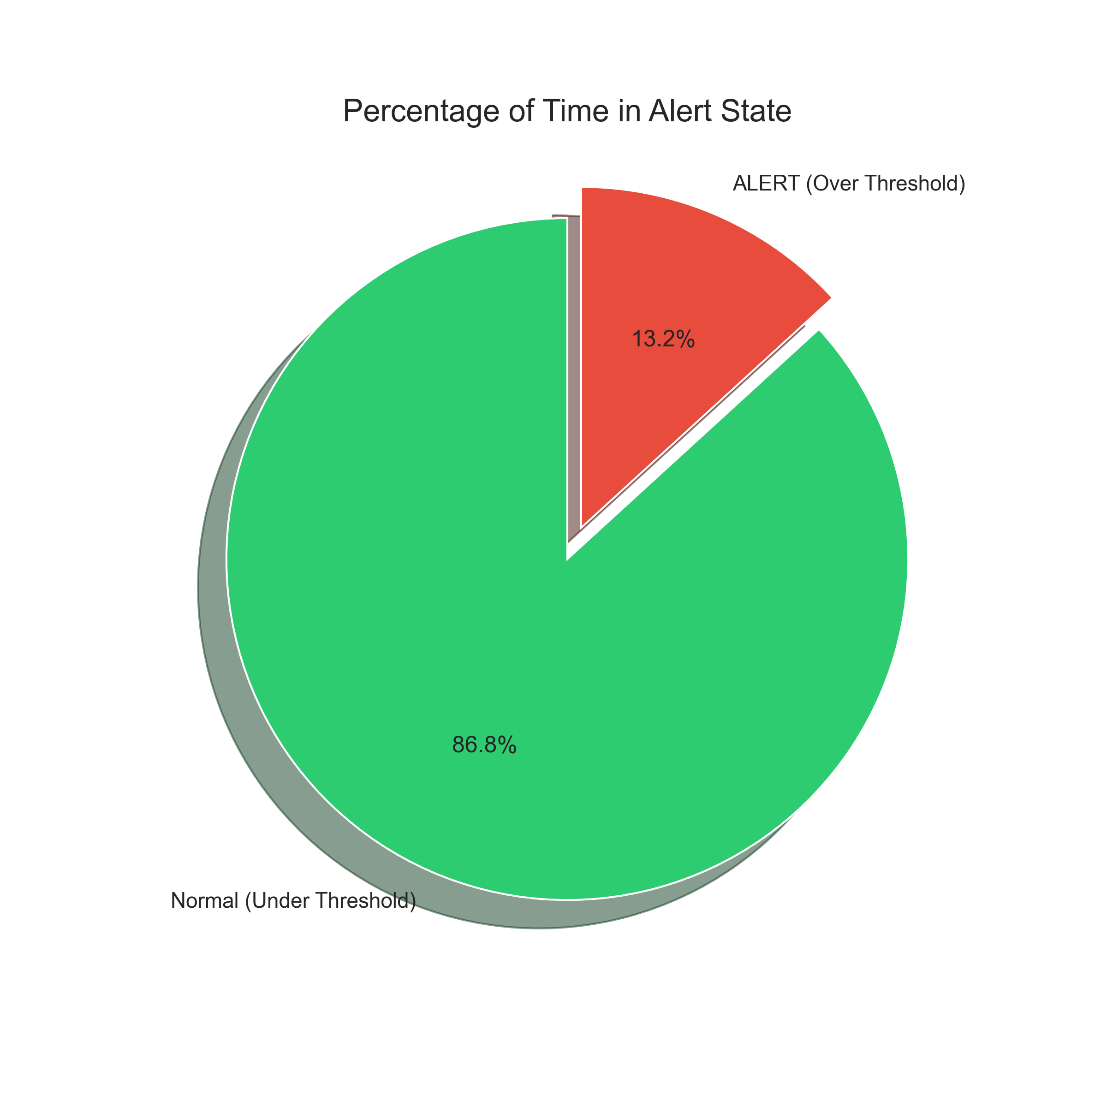 Percentage of Time in Alert State
ALERT (Over Threshold)
13.2%
86.8%
Normal (Under Threshold)